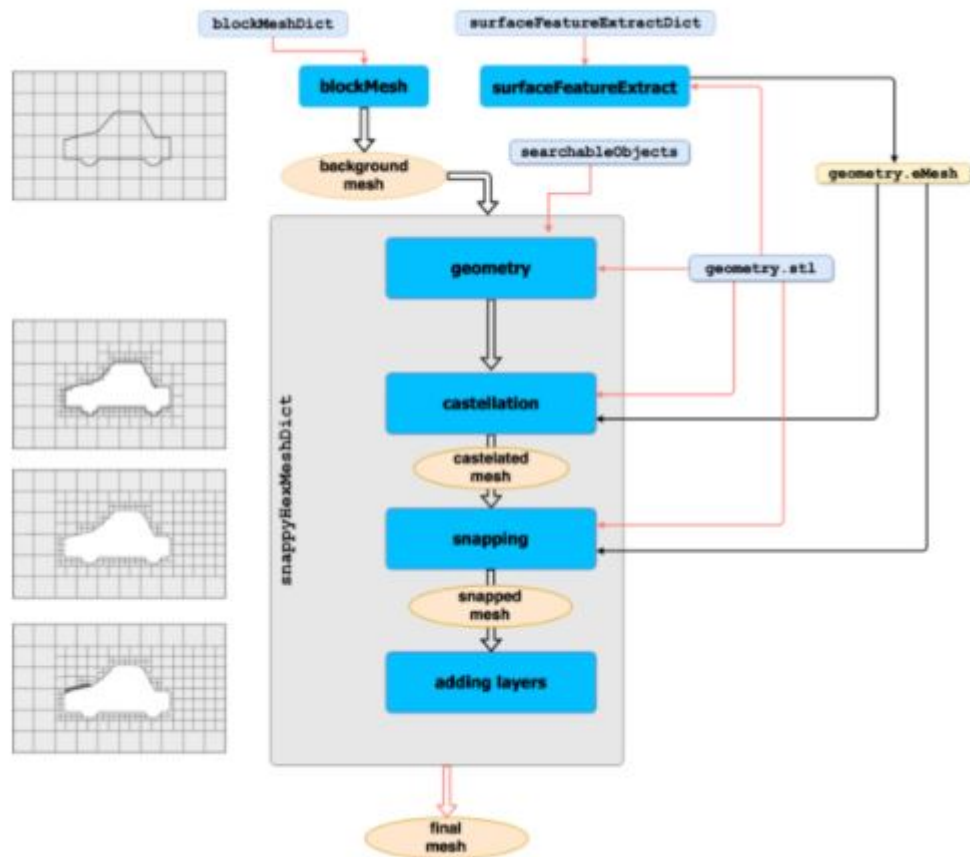 blockMeshDict
surfaceFeatureExtractDict
blockMesh
surfaceFeatureExtract
searchableObjects
background
mesh
geometry.eMesh
geometry
geometry.stl
castellation
castelated
mesh
snappyHexMeshDict
snapping
snapped
mesh
adding layers
final
mesh